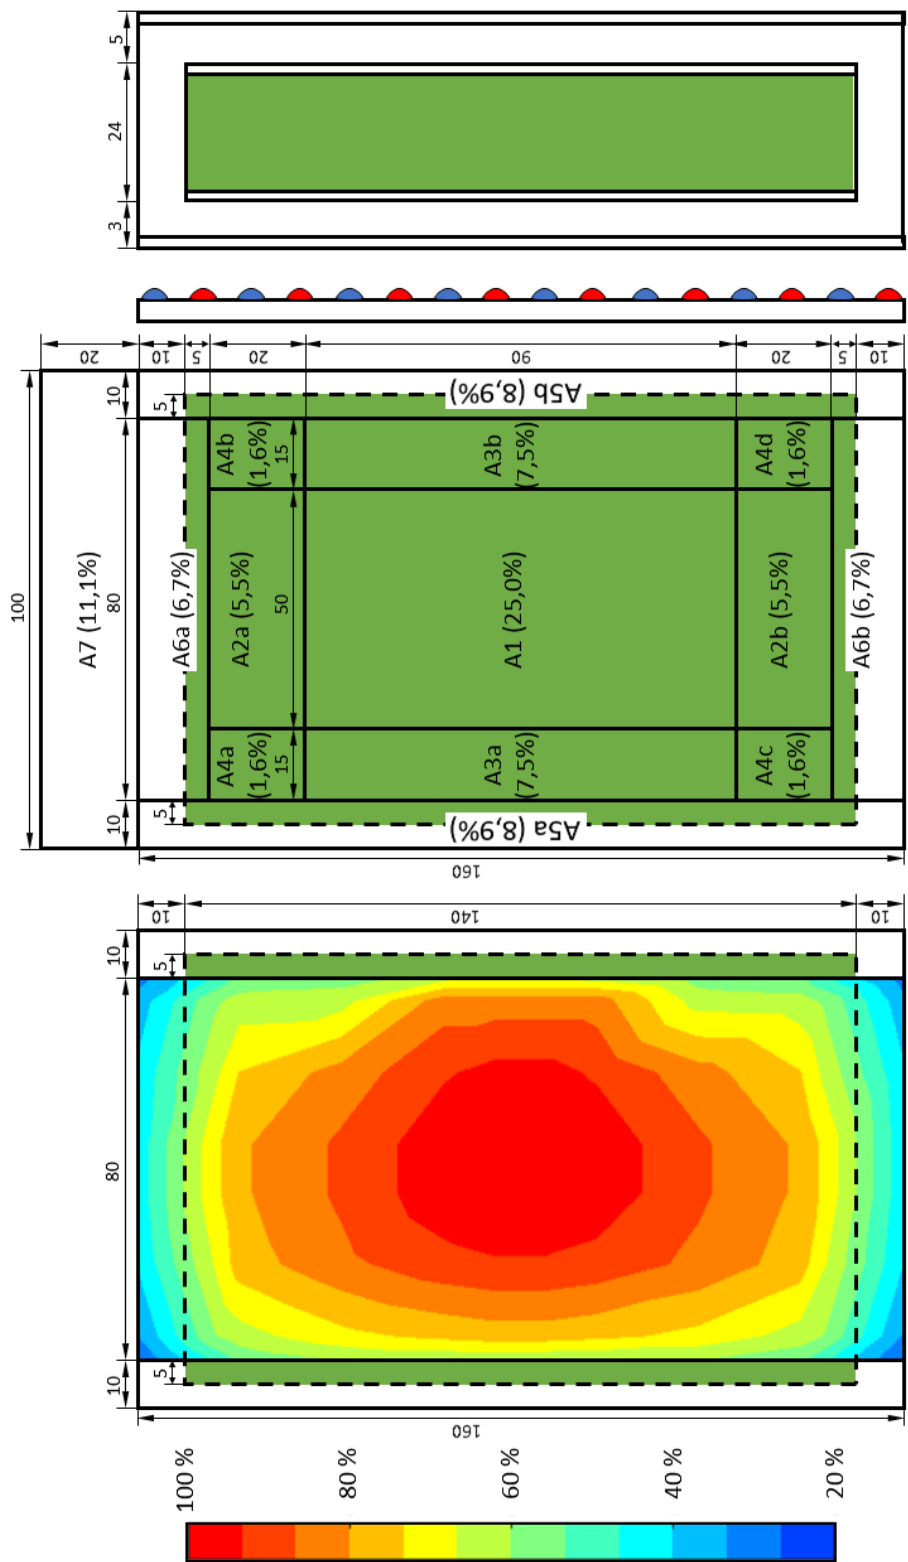 5
24
3
20
10
5
20
90
20
5
10
100
10
5
80
5
10
A7 (11,1%)
A6a (6,7%)
A4a
(1,6%)
15
A2a (5,5%)
50
A4b
(1,6%)
15
A5a (8,9%)
A3a
(7,5%)
A1 (25,0%)
A3b
(7,5%)
A5b (8,9%)
A4c
(1,6%)
A2b (5,5%)
A4d
(1,6%)
A6b (6,7%)
160
10
140
10
10
5
80
5
10
160
100 %
80 %
60 %
40 %
20 %